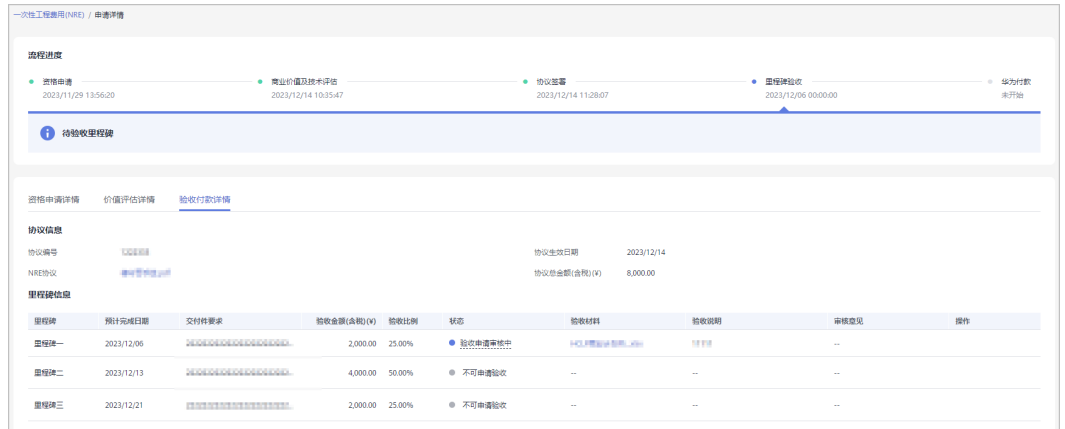 一次性工程费用(NRE) / 申请详情
流程进度
资格申请 商业价值及技术评估 协议签署 里程碑验收 华为付款
2023/11/29 13:56:20 2023/12/14 10:35:47 2023/12/14 11:28:07 2023/12/06 00:00:00 未开始
待验收里程碑
资格申请详情 价值评估详情 验收付款详情
协议信息
协议编号 协议生效日期 2023/12/14
NRE协议 协议总金额(含税)(¥) 8,000.00
里程碑信息
里程碑 预计完成日期 交付件要求 验收金额(含税)(¥) 验收比例 状态 验收材料 验收说明 审核意见 操作
里程碑一 2023/12/06 2,000.00 25.00% 验收申请审核中 --
里程碑二 2023/12/13 4,000.00 50.00% 不可申请验收 -- -- --
里程碑三 2023/12/21 2,000.00 25.00% 不可申请验收 -- -- --